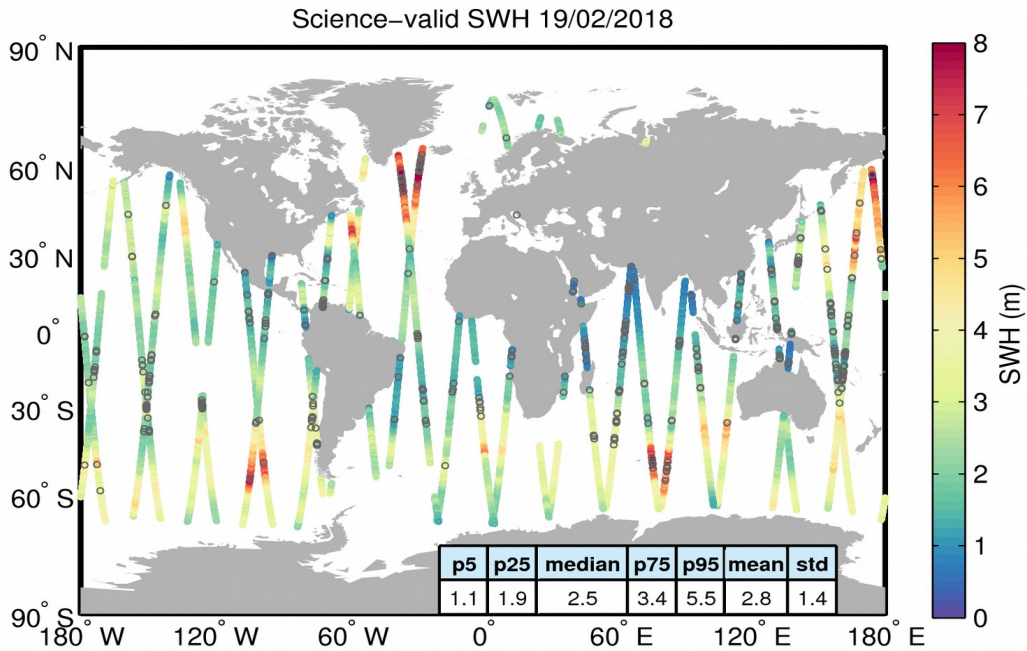 Science-valid SWH 19/02/2018
90° N
60° N
30° N
0°
30° S
60° S
90° S
180° W
120° W
60° W
0°
60° E
120° E
180° E
p5 p25 median p75 p95 mean std
1.1 1.9 2.5 3.4 5.5 2.8 1.4
8
7
6
5
4
3
2
1
0
SWH (m)